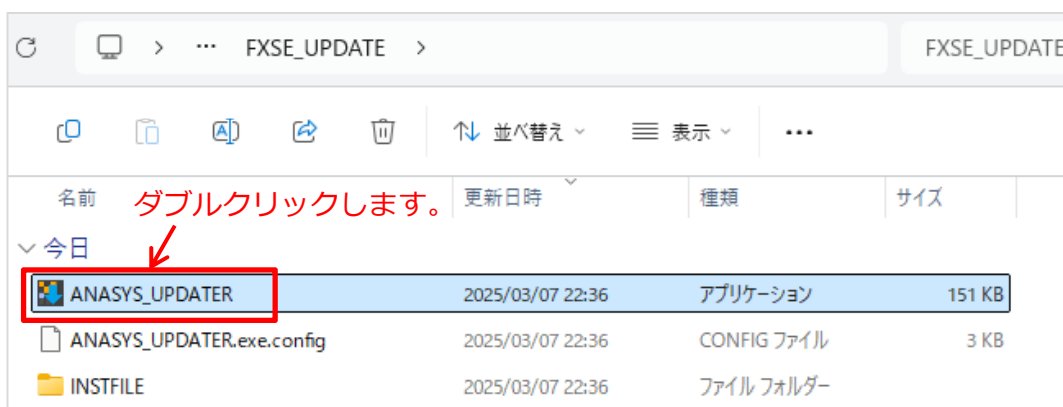 FXSE_UPDATE
FXSE_UPDATE
並べ替え 表示
名前 ダブルクリックします。 更新日時 種類 サイズ
今日
ANASYS_UPDATER 2025/03/07 22:36 アプリケーション 151 KB
ANASYS_UPDATER.exe.config 2025/03/07 22:36 CONFIG ファイル 3 KB
INSTFILE 2025/03/07 22:36 ファイル フォルダー